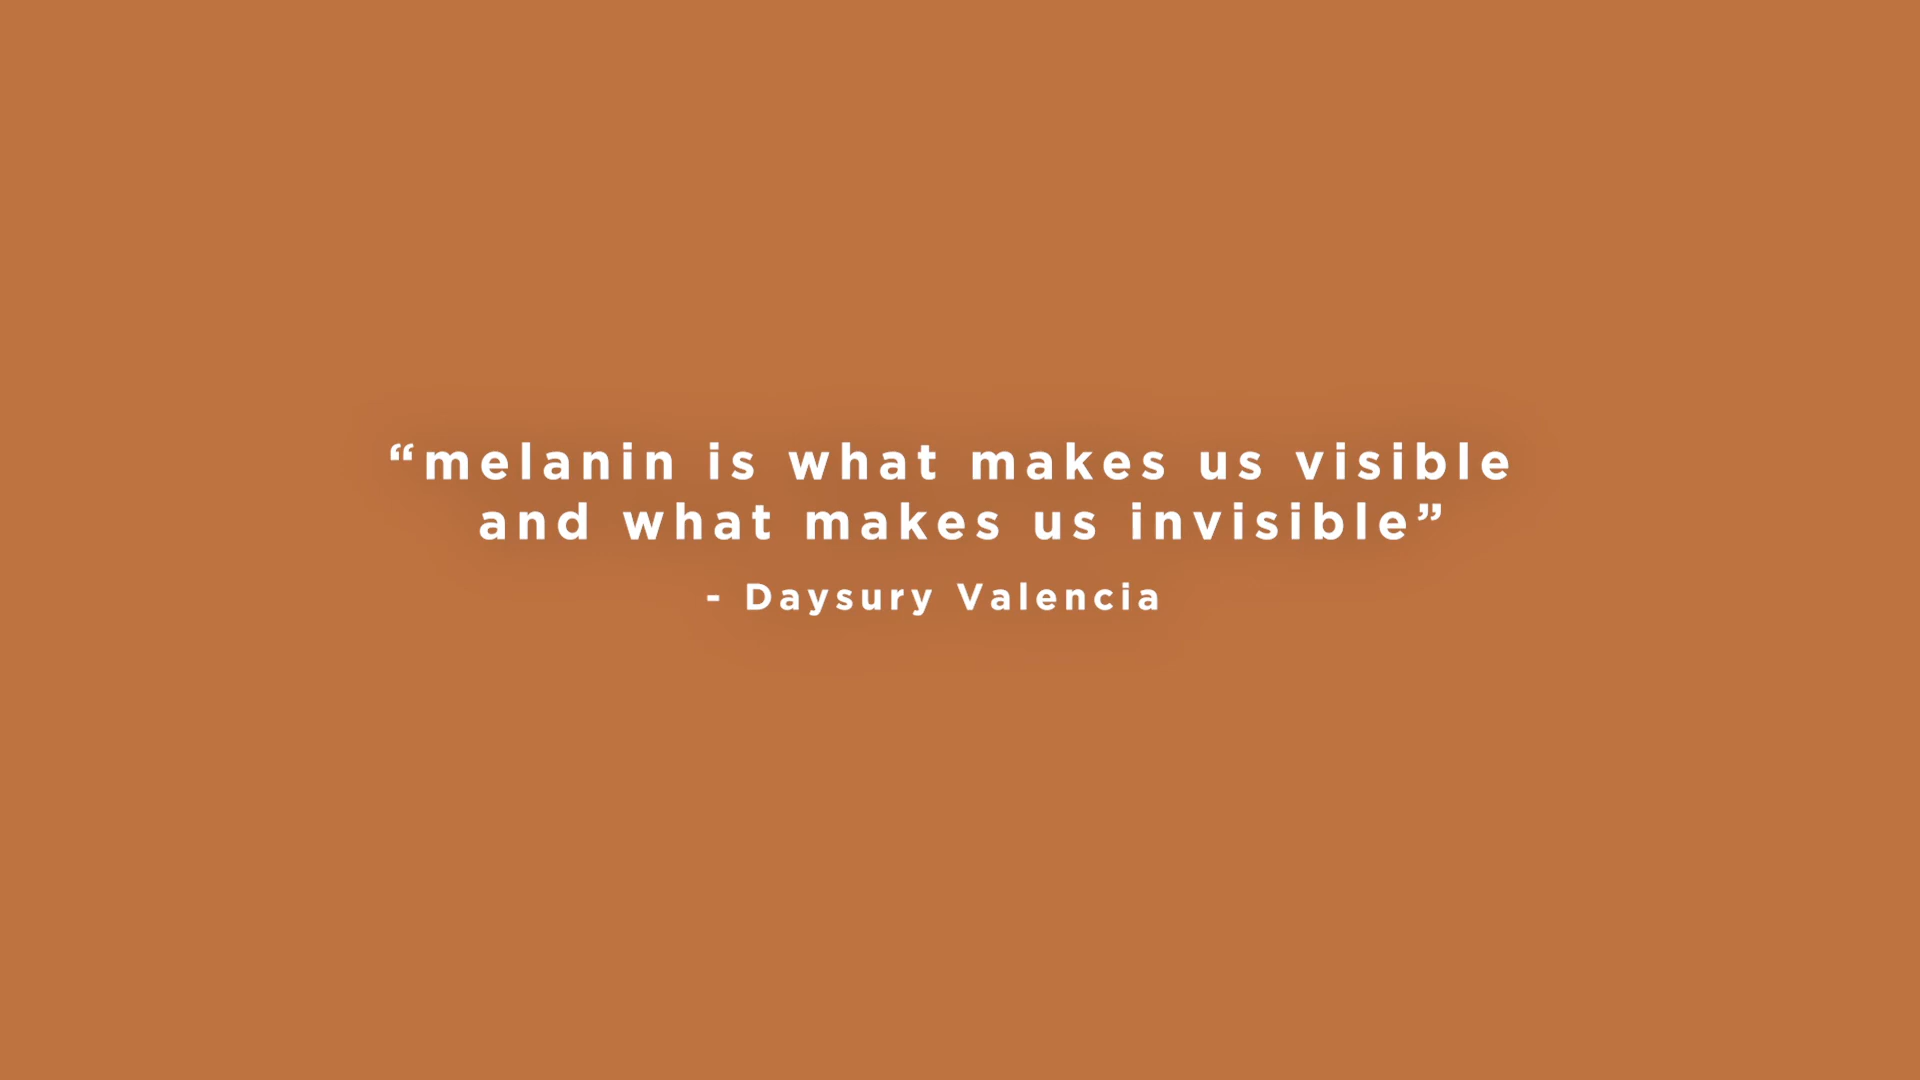 “melanin is what makes us visible
and what makes us invisible”
- Daysury Valencia